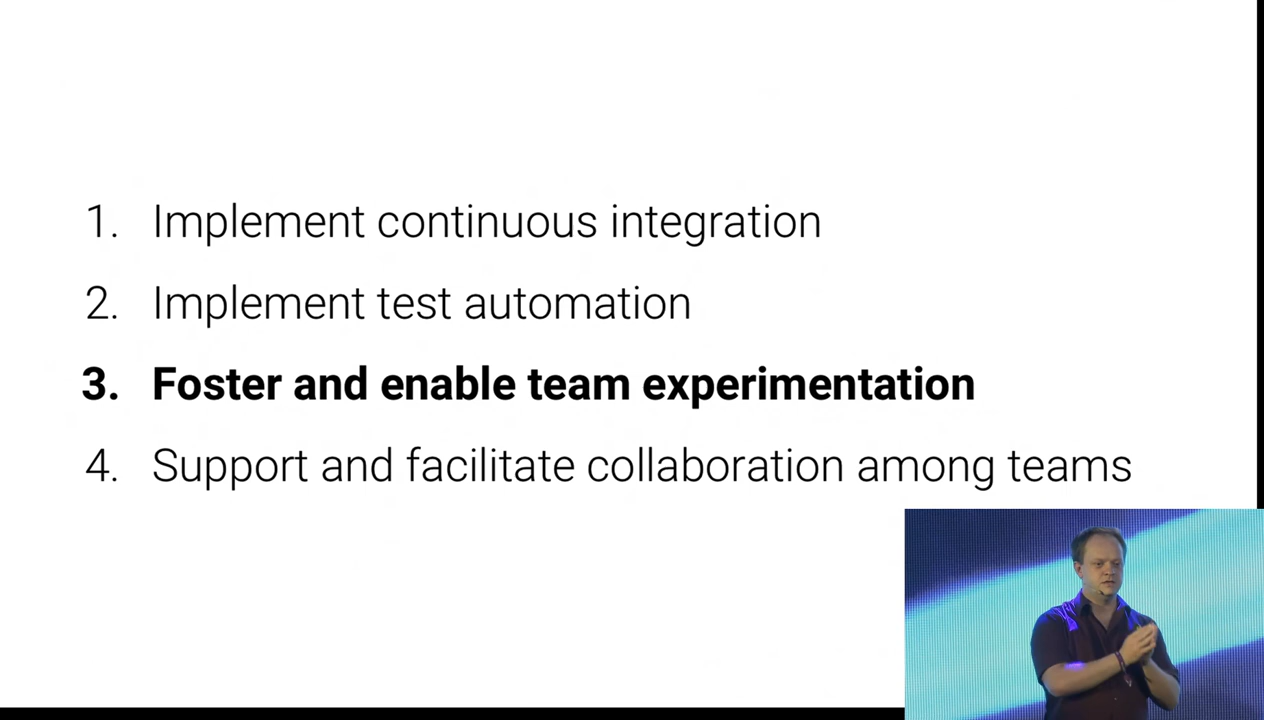 1. Implement continuous integration
2. Implement test automation
3. Foster and enable team experimentation
4. Support and facilitate collaboration among teams